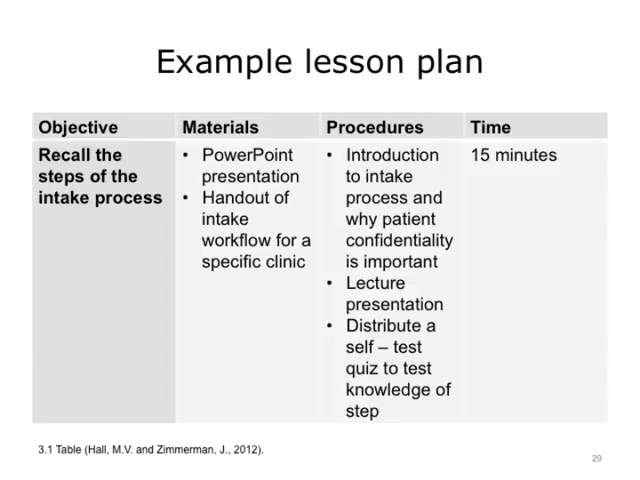 Example lesson plan
Objective Materials Procedures Time
Recall the
steps of the
intake process
• PowerPoint
presentation
• Handout of
intake
workflow for a
specific clinic
• Introduction
to intake
process and
why patient
confidentiality
is important
• Lecture
presentation
• Distribute a
self – test
quiz to test
knowledge of
step
15 minutes
3.1 Table (Hall, M.V. and Zimmerman, J., 2012).
29